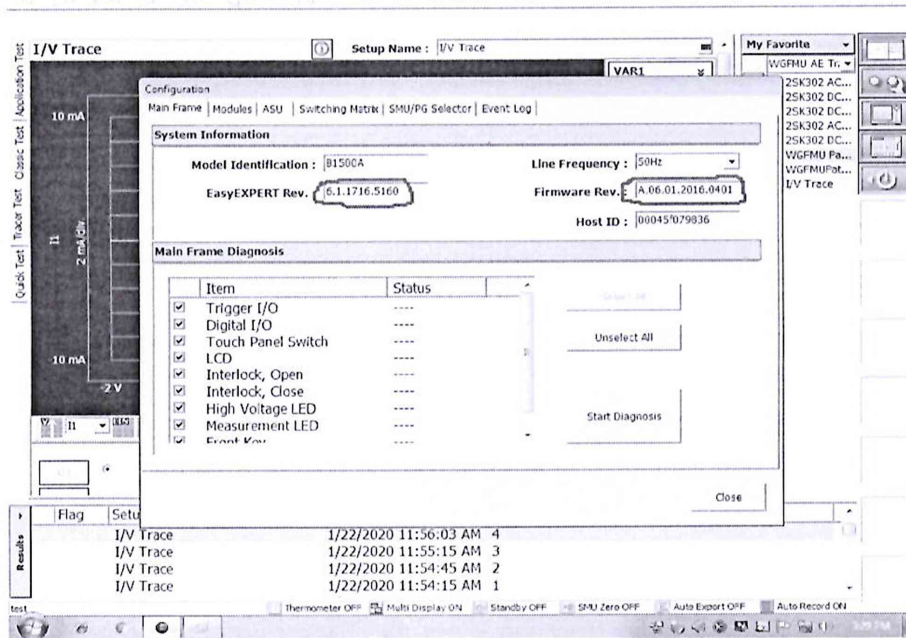 I/V Trace
Setup Name : I/V Trace
My Favorite
WGFMU AE Tr.
VAR1
2SK302 DC...
2SK302 DC...
2SK302 AC...
2SK302 DC...
WGFMU Pa...
WGFMUPat...
I/V Trace
Quick Test Tracer Test Classic Test Application Test
10 mA
I1
2 mA/div.
-10 mA
-2 V
I1
Configuration
Main Frame Modules ASU Switching Matrix SMU/PG Selector Event Log
System Information
Model Identification : B1500A
Line Frequency : 50Hz
EasyEXPERT Rev. 6.1.1716.5160
Firmware Rev. : A.06.01.2016.0401
Host ID : 00045f079836
Main Frame Diagnosis
Item Status
Trigger I/O ----
Digital I/O ----
Touch Panel Switch ----
LCD ----
Interlock, Open ----
Interlock, Close ----
High Voltage LED ----
Measurement LED ----
Front Key
Unselect All
Start Diagnosis
Close
Results
Flag Setu
I/V Trace 1/22/2020 11:56:03 AM 4
I/V Trace 1/22/2020 11:55:15 AM 3
I/V Trace 1/22/2020 11:54:45 AM 2
I/V Trace 1/22/2020 11:54:15 AM 1
test
Thermometer OFF Multi Display ON Standby OFF SMU Zero OFF Auto Export OFF Auto Record ON